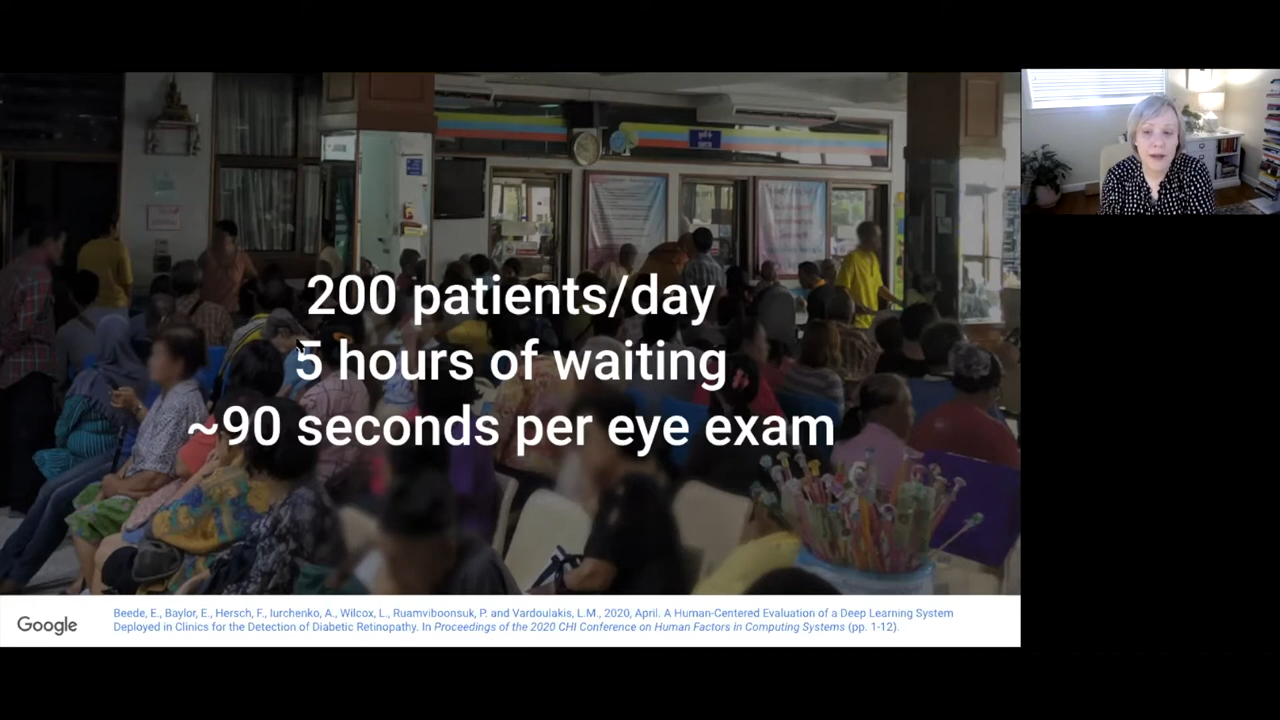 200 patients/day
5 hours of waiting
~90 seconds per eye exam
Google
Beede, E., Baylor, E., Hersch, F., Iurchenko, A., Wilcox, L., Ruamviboonsuk, P. and Vardoulakis, L.M., 2020, April. A Human-Centered Evaluation of a Deep Learning System
Deployed in Clinics for the Detection of Diabetic Retinopathy. In Proceedings of the 2020 CHI Conference on Human Factors in Computing Systems (pp. 1-12).